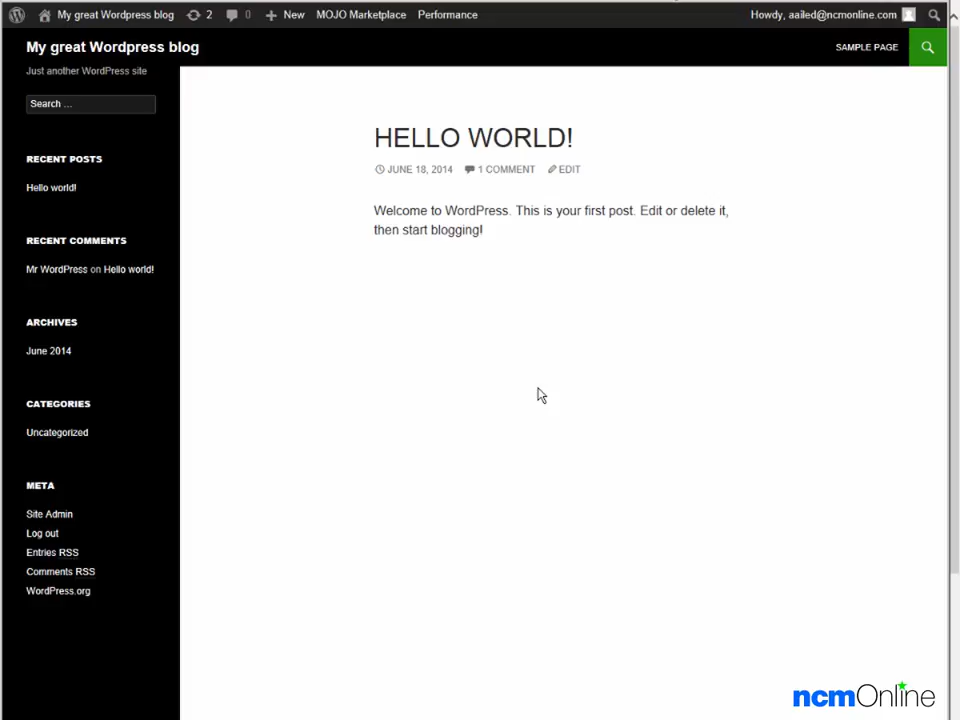 My great Wordpress blog 2 0 New MOJO Marketplace Performance Howdy, aailed@ncmonline.com
My great Wordpress blog SAMPLE PAGE
Just another WordPress site
Search ...
HELLO WORLD!
JUNE 18, 2014 1 COMMENT EDIT
Welcome to WordPress. This is your first post. Edit or delete it,
then start blogging!
RECENT POSTS
Hello world!
RECENT COMMENTS
Mr WordPress on Hello world!
ARCHIVES
June 2014
CATEGORIES
Uncategorized
META
Site Admin
Log out
Entries RSS
Comments RSS
WordPress.org
ncmOnline